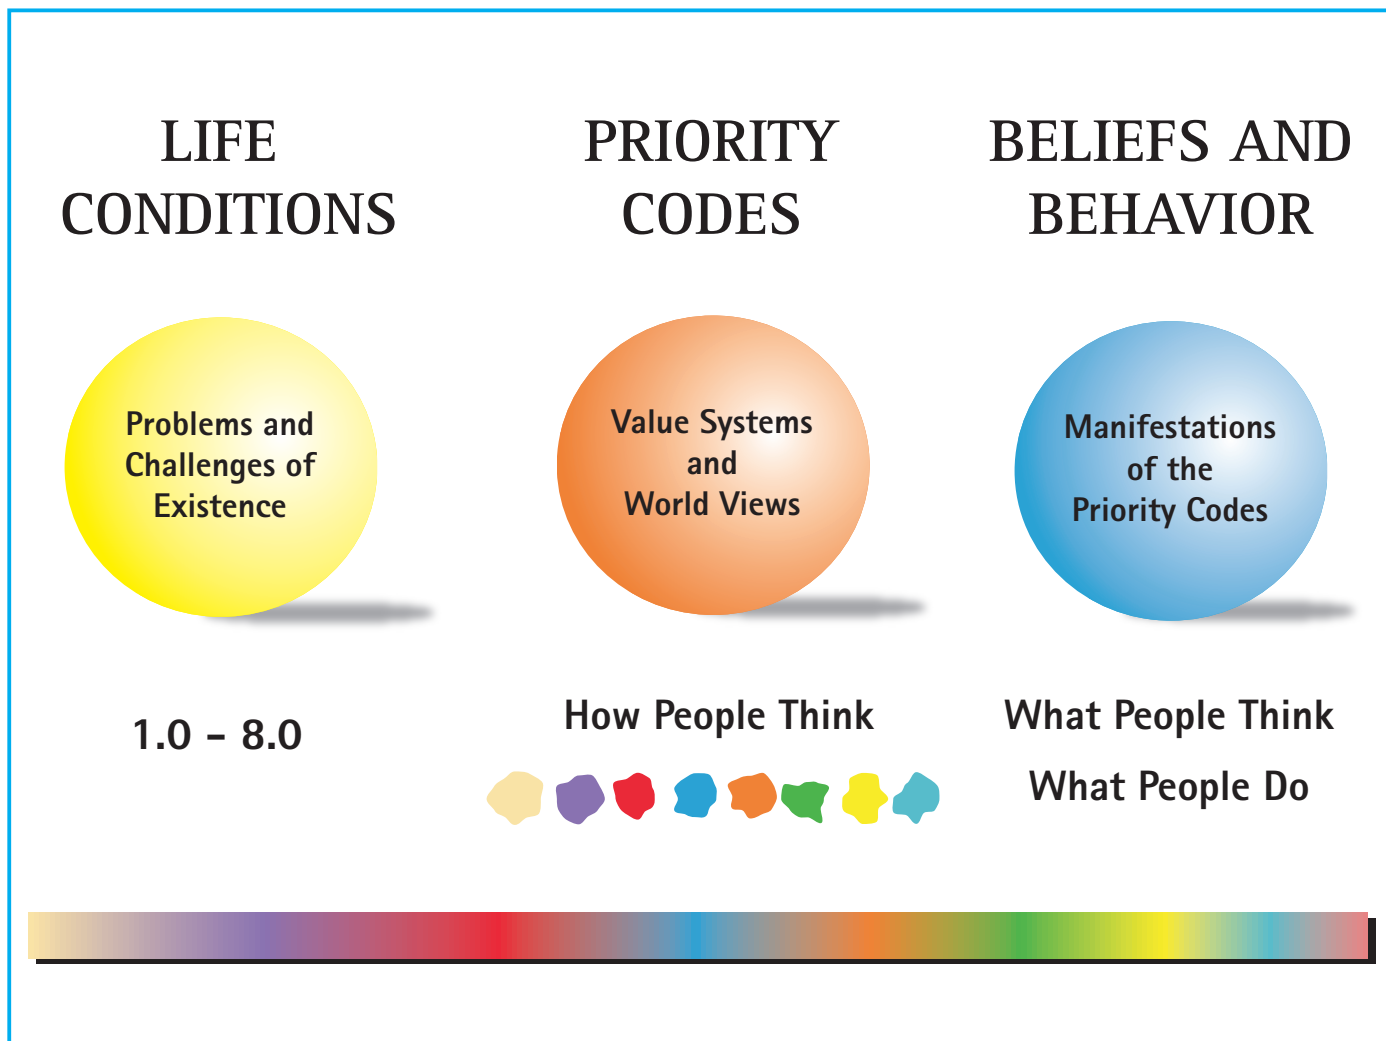 LIFE
CONDITIONS
PRIORITY
CODES
BELIEFS AND
BEHAVIOR
Problems and
Challenges of
Existence
Value Systems
and
World Views
Manifestations
of the
Priority Codes
1.0 – 8.0
How People Think
What People Think
What People Do